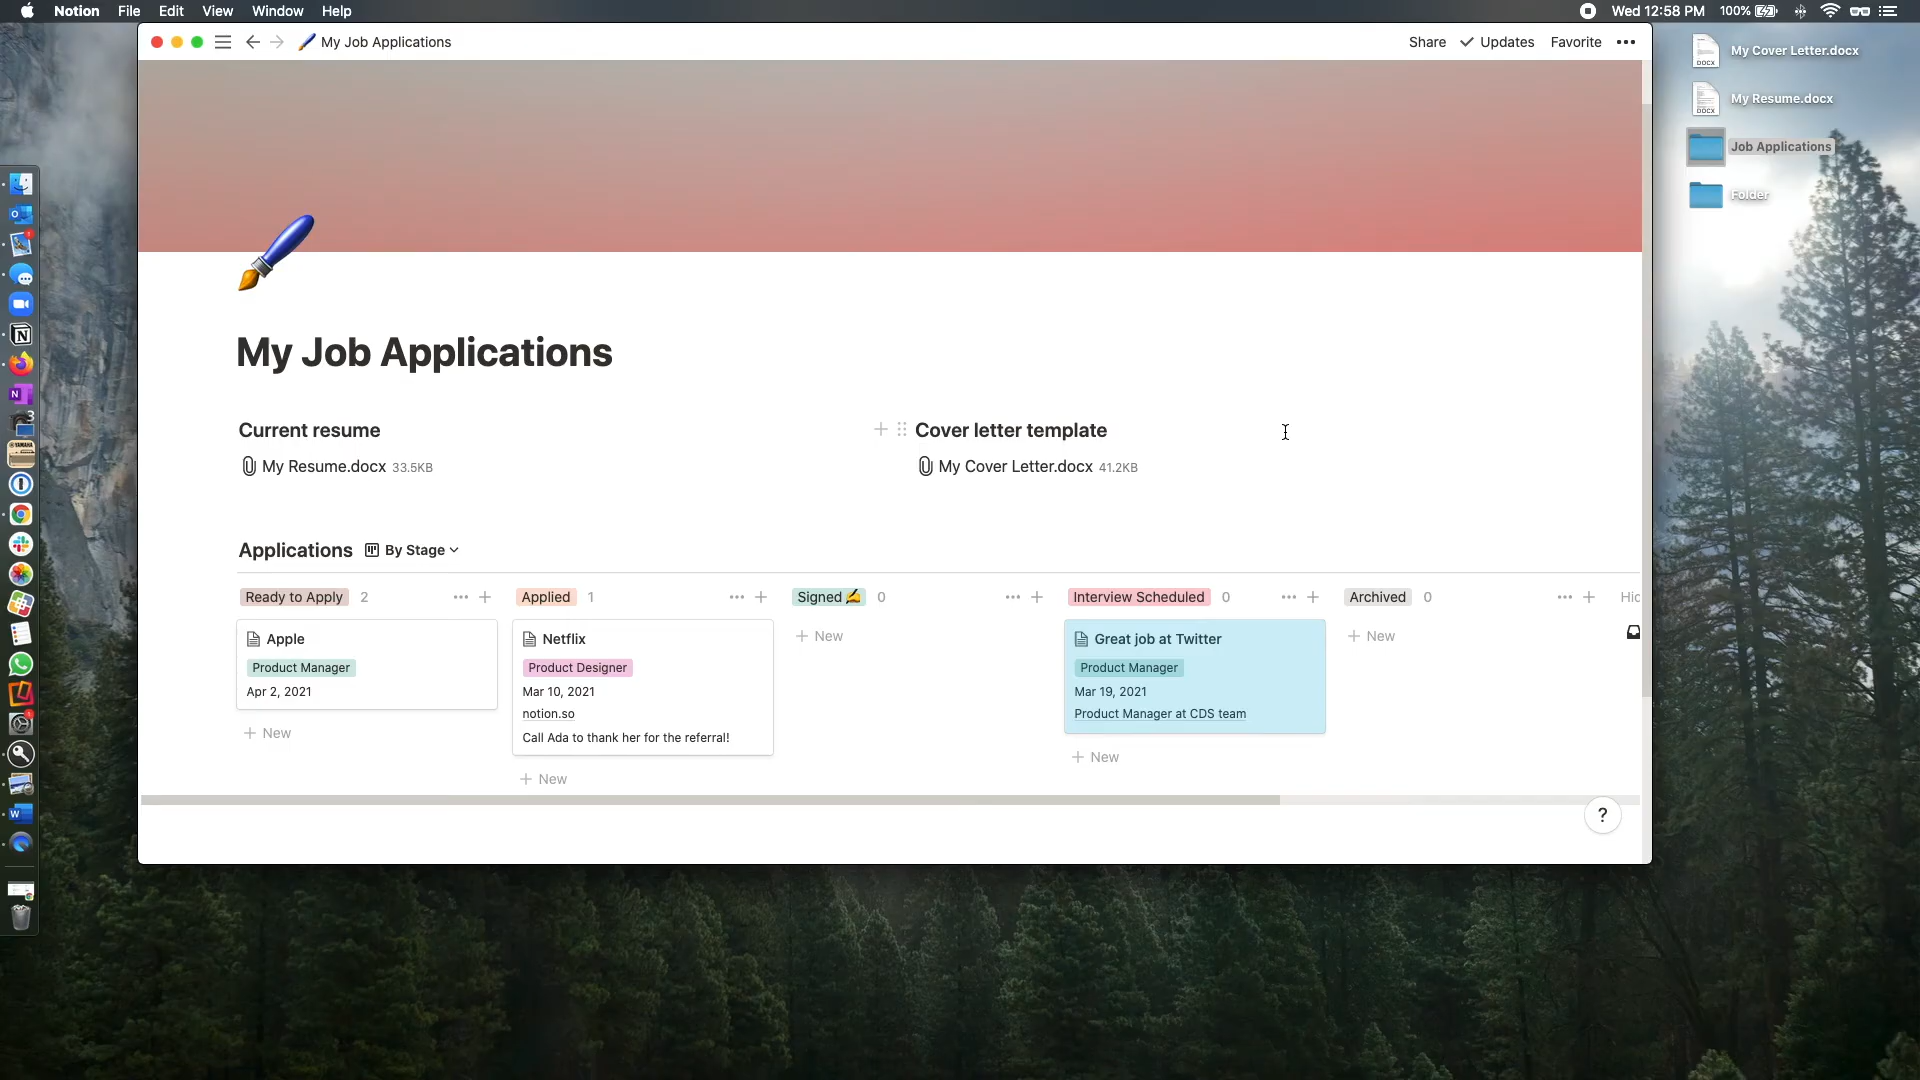 Notion File Edit View Window Help
Wed 12:58 PM 100%
My Job Applications
Share Updates Favorite
My Cover Letter.docx
My Resume.docx
Job Applications
Folder
My Job Applications
Current resume
Cover letter template
My Resume.docx 33.5KB
My Cover Letter.docx 41.2KB
Applications By Stage
Ready to Apply 2
Applied 1
Signed✍️ 0
Interview Scheduled 0
Archived 0
Hic
Apple
Product Manager
Apr 2, 2021
+ New
Netflix
Product Designer
Mar 10, 2021
notion.so
Call Ada to thank her for the referral!
+ New
+ New
Great job at Twitter
Product Manager
Mar 19, 2021
Product Manager at CDS team
+ New
+ New
?